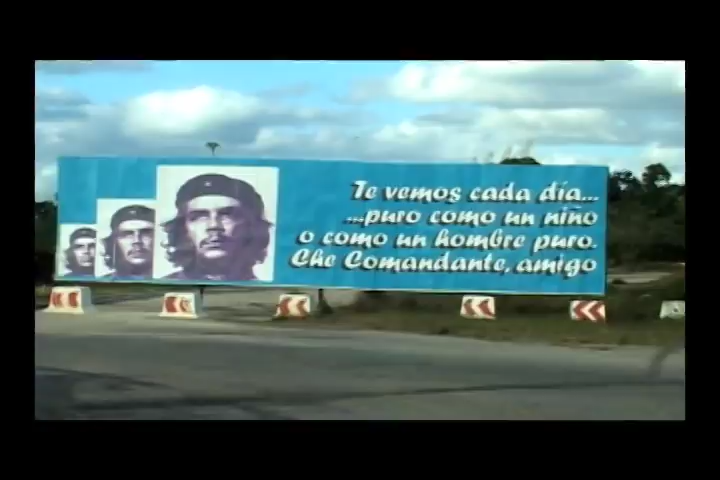 Te vemos cada día...
...puro como un niño
o como un hombre puro.
Che Comandante, amigo